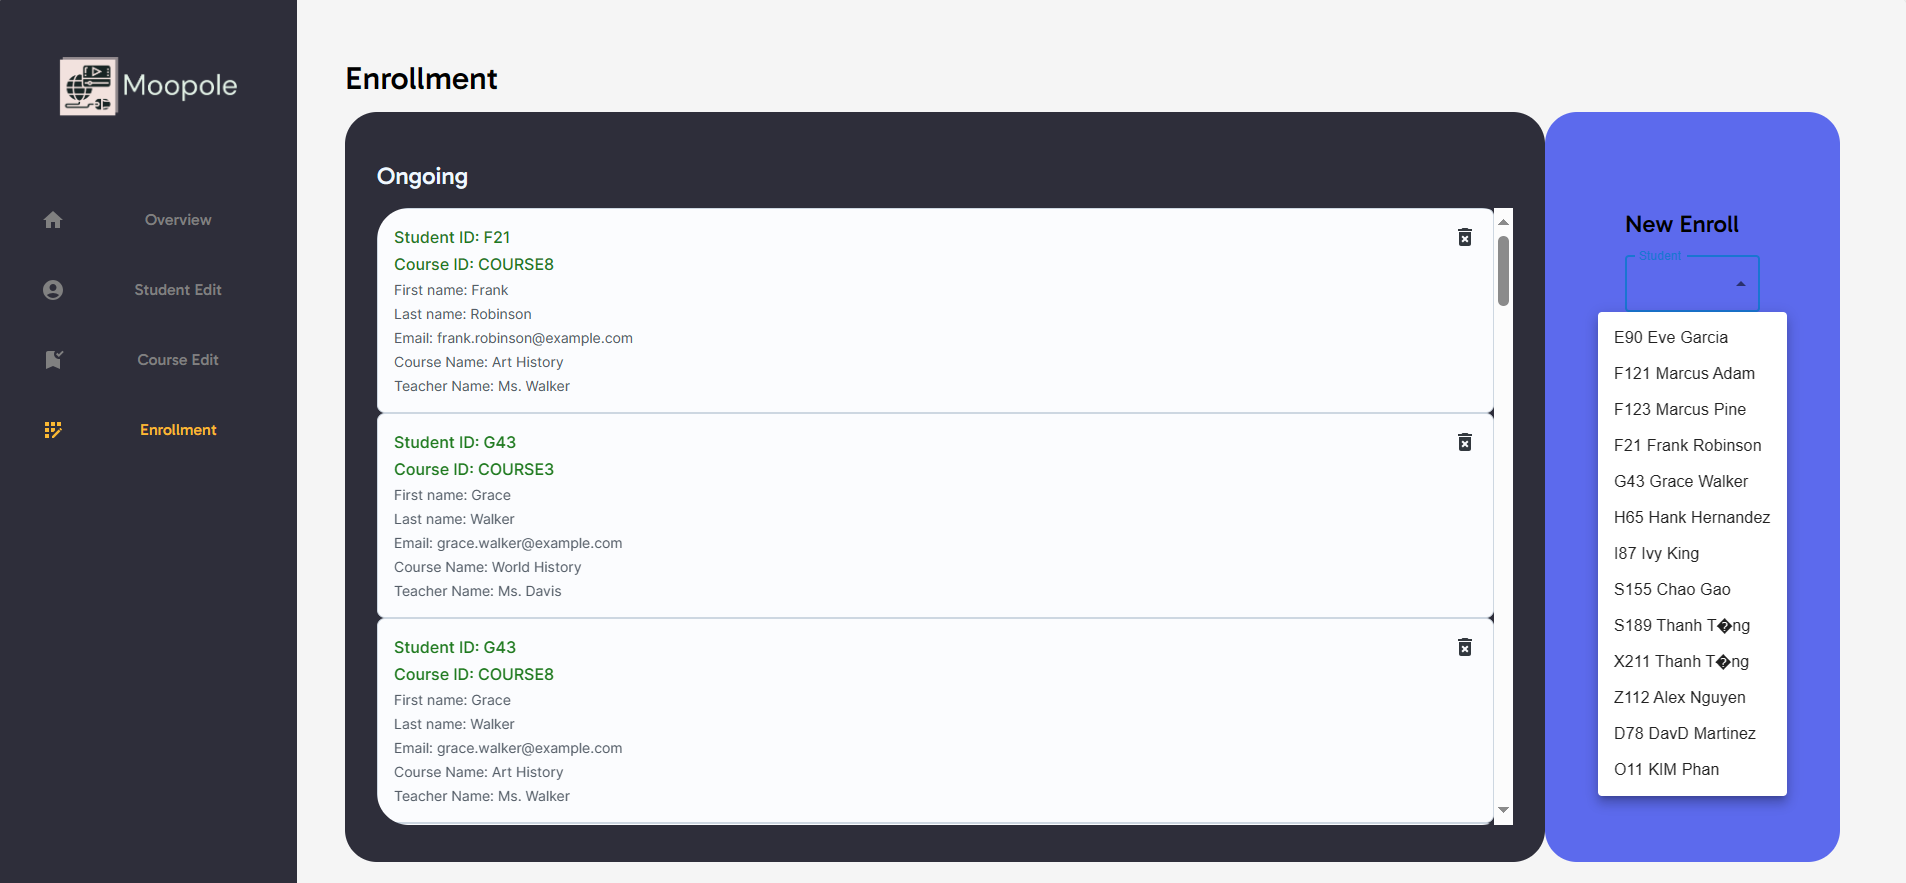 Moopole
Overview
Student Edit
Course Edit
Enrollment
Enrollment
Ongoing
Student ID: F21
Course ID: COURSE8
First name: Frank
Last name: Robinson
Email: frank.robinson@example.com
Course Name: Art History
Teacher Name: Ms. Walker
Student ID: G43
Course ID: COURSE3
First name: Grace
Last name: Walker
Email: grace.walker@example.com
Course Name: World History
Teacher Name: Ms. Davis
Student ID: G43
Course ID: COURSE8
First name: Grace
Last name: Walker
Email: grace.walker@example.com
Course Name: Art History
Teacher Name: Ms. Walker
New Enroll
Student
E90 Eve Garcia
F121 Marcus Adam
F123 Marcus Pine
F21 Frank Robinson
G43 Grace Walker
H65 Hank Hernandez
I87 Ivy King
S155 Chao Gao
S189 Thanh T�ng
X211 Thanh T�ng
Z112 Alex Nguyen
D78 DavD Martinez
O11 KIM Phan